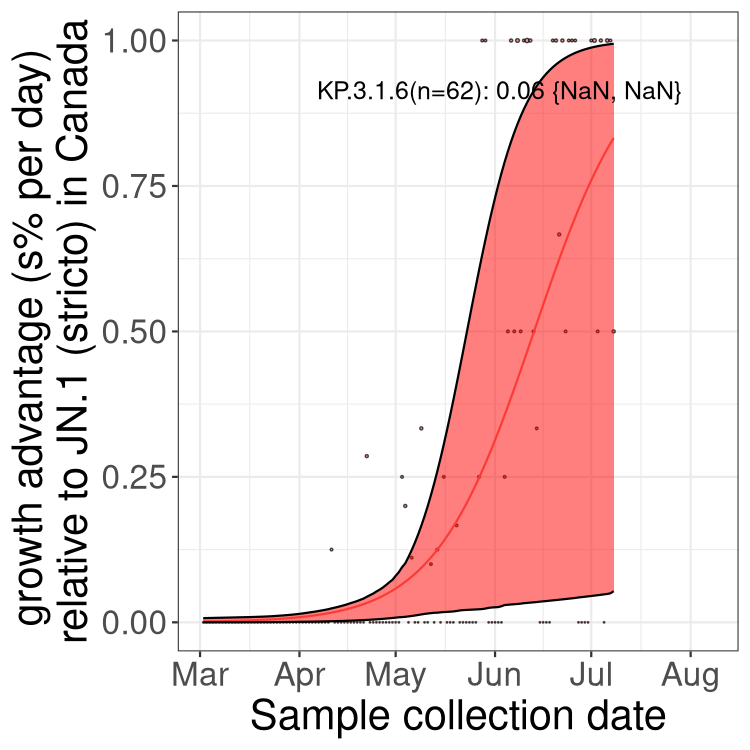 growth advantage (s% per day)
relative to JN.1 (stricto) in Canada
1.00
0.75
0.50
0.25
0.00
KP.3.1.6(n=62): 0.06 {NaN, NaN}
Mar Apr May Jun Jul Aug
Sample collection date